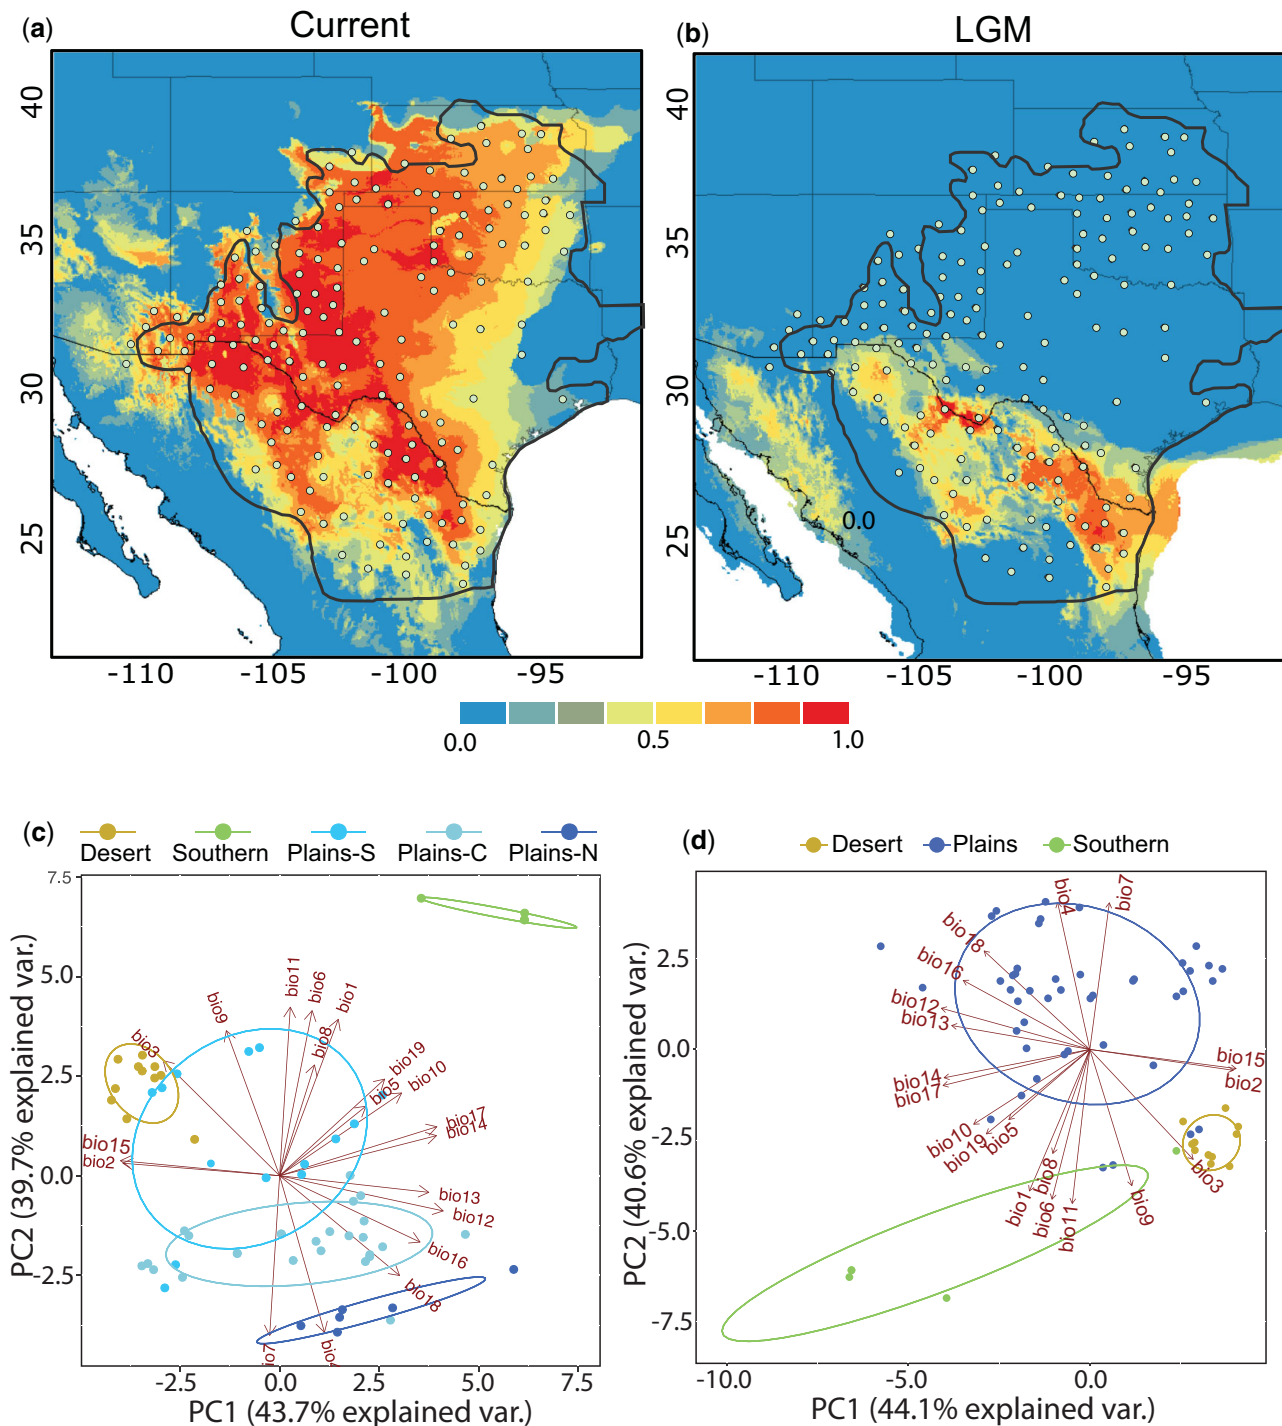 (a) Current
(b) LGM
40
35
30
25
-110 -105 -100 -95
40
35
30
25
0.0
-110 -105 -100 -95
0.0 0.5 1.0
(c)
Desert Southern Plains-S Plains-C Plains-N
7.5
5.0
2.5
0.0
-2.5
PC2 (39.7% explained var.)
bio11
bio6
bio1
bio9
bio8
bio3
bio19
bio10
bio5
bio17
bio14
bio15
bio2
bio13
bio12
bio16
bio18
-2.5 0.0 2.5 5.0 7.5
PC1 (43.7% explained var.)
(d) Desert Plains Southern
2.5
0.0
-2.5
-5.0
-7.5
PC2 (40.6% explained var.)
bio4
bio7
bio18
bio16
bio12
bio13
bio15
bio2
bio14
bio17
bio10
bio19
bio5
bio8
bio3
bio1
bio6
bio11
bio9
-10.0 -5.0 0.0
PC1 (44.1% explained var.)